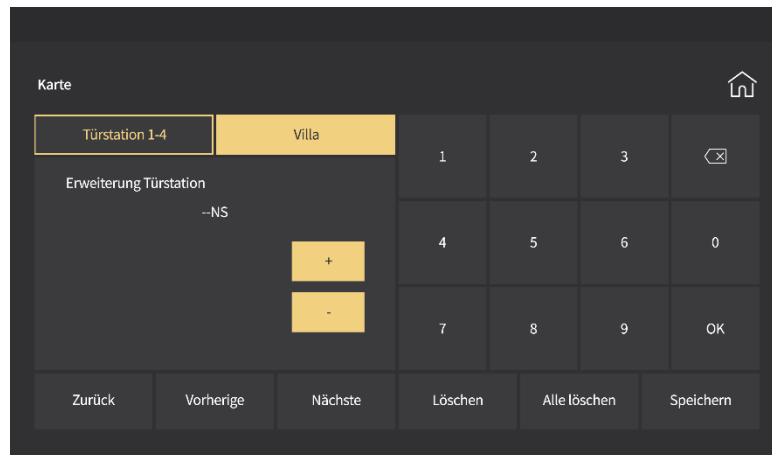 Karte
Türstation 1-4
Villa
Erweiterung Türstation
--NS
+
-
1 2 3
4 5 6 0
7 8 9 OK
Zurück Vorherige Nächste Löschen Alle löschen Speichern